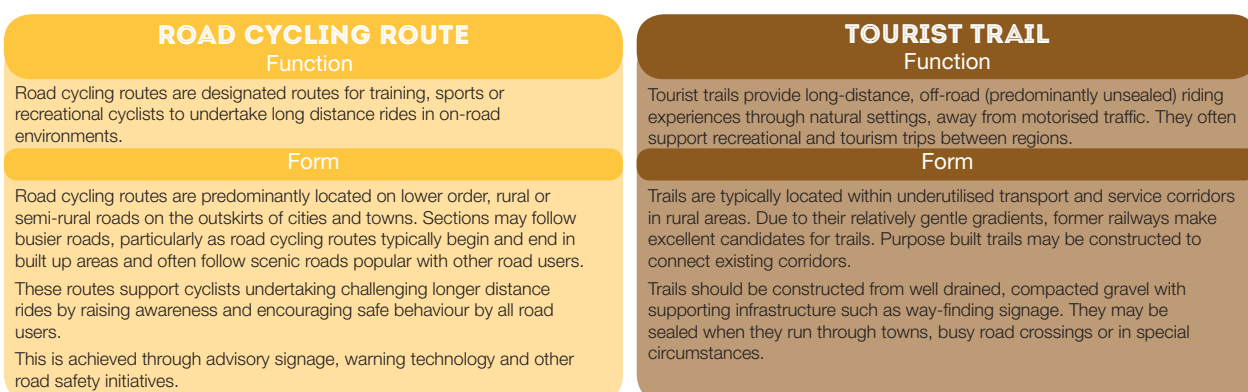 ROAD CYCLING ROUTE
Function
Road cycling routes are designated routes for training, sports or
recreational cyclists to undertake long distance rides in on-road
environments.
Form
Road cycling routes are predominantly located on lower order, rural or
semi-rural roads on the outskirts of cities and towns. Sections may follow
busier roads, particularly as road cycling routes typically begin and end in
built up areas and often follow scenic roads popular with other road users.
These routes support cyclists undertaking challenging longer distance
rides by raising awareness and encouraging safe behaviour by all road
users.
This is achieved through advisory signage, warning technology and other
road safety initiatives.
TOURIST TRAIL
Function
Tourist trails provide long-distance, off-road (predominantly unsealed) riding
experiences through natural settings, away from motorised traffic. They often
support recreational and tourism trips between regions.
Form
Trails are typically located within underutilised transport and service corridors
in rural areas. Due to their relatively gentle gradients, former railways make
excellent candidates for trails. Purpose built trails may be constructed to
connect existing corridors.
Trails should be constructed from well drained, compacted gravel with
supporting infrastructure such as way-finding signage. They may be
sealed when they run through towns, busy road crossings or in special
circumstances.